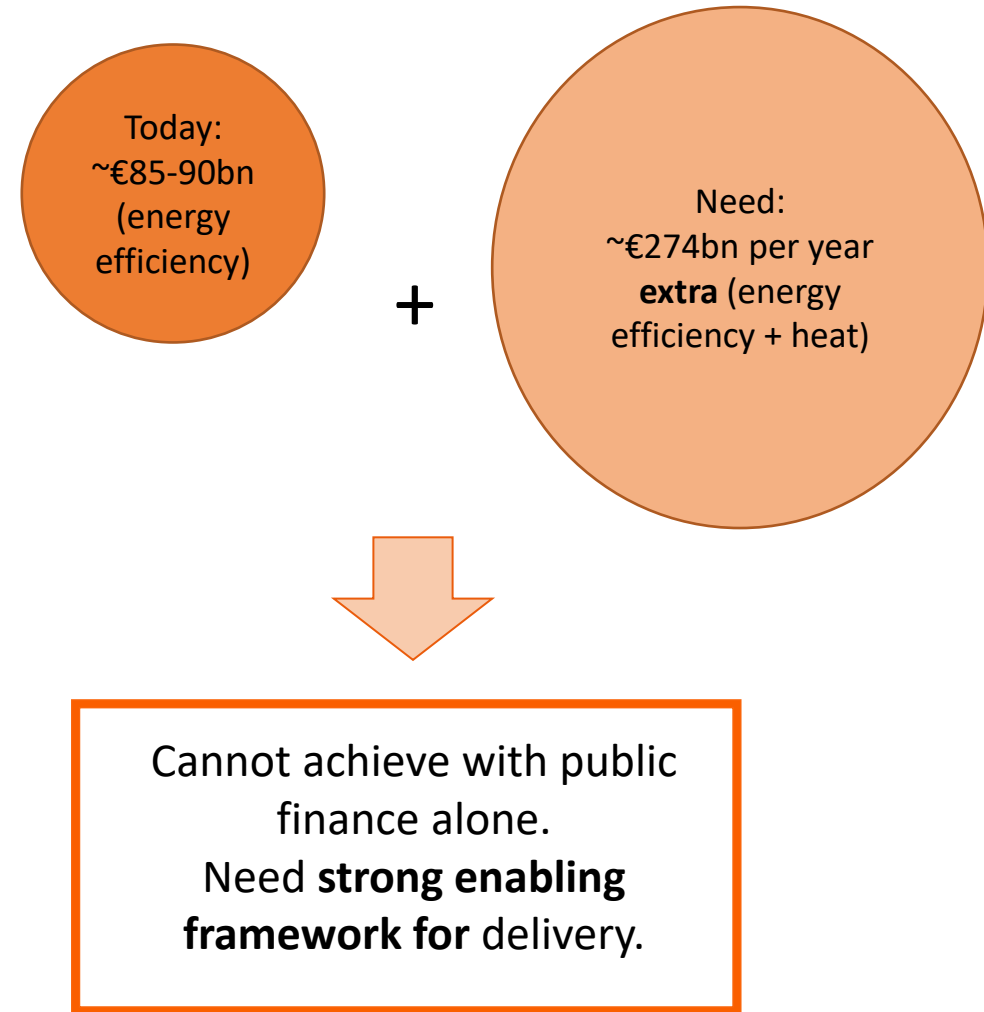 Today:
~€85-90bn
(energy
efficiency)
+
Need:
~€274bn per year
extra (energy
efficiency + heat)
Cannot achieve with public
finance alone.
Need strong enabling
framework for delivery.